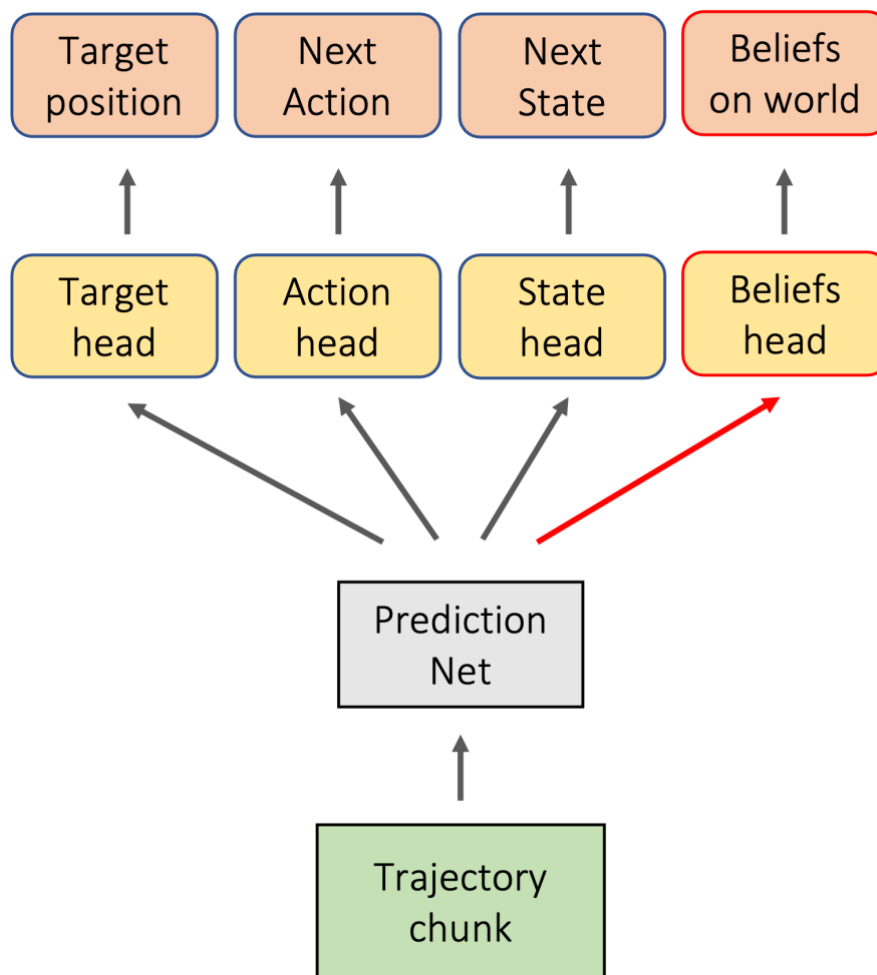 Target
position
Next
Action
Next
State
Beliefs
on world
Target
head
Action
head
State
head
Beliefs
head
Prediction
Net
Trajectory
chunk